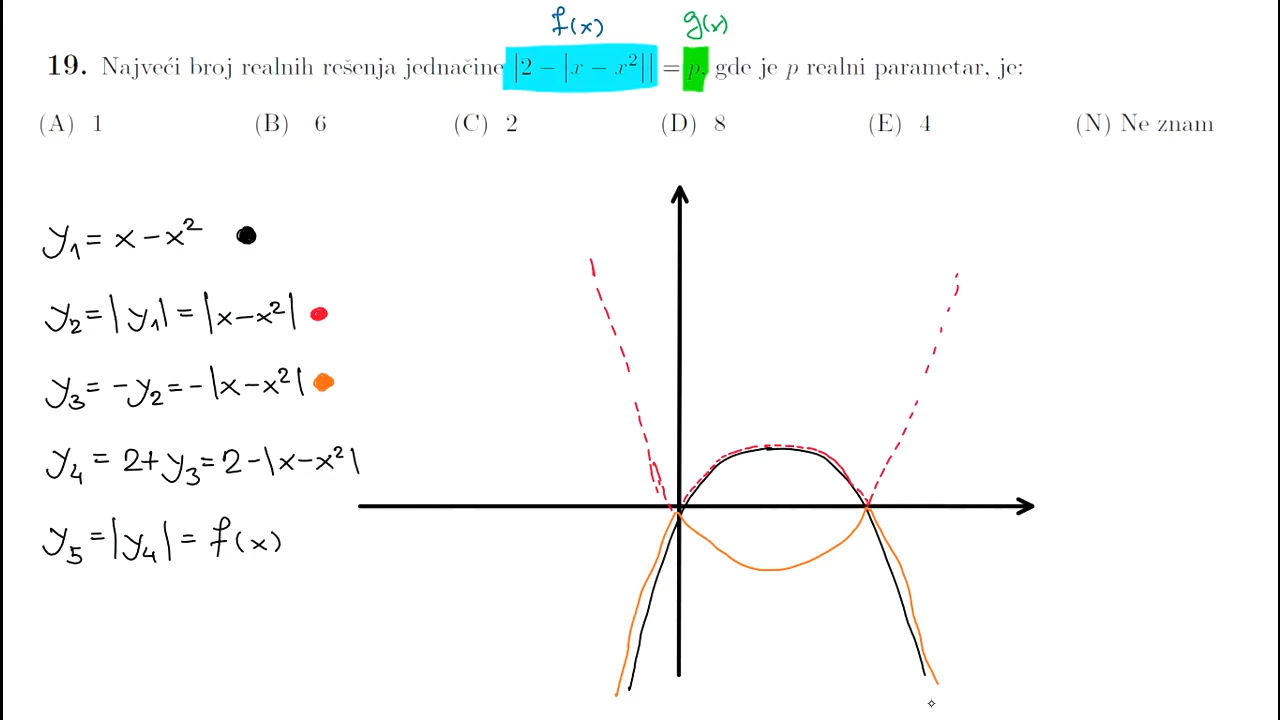 f(x) g(x)
19. Najveći broj realnih rešenja jednačine |2 − |x − x²|| = p, gde je p realni parametar, je:
(A) 1 (B) 6 (C) 2 (D) 8 (E) 4 (N) Ne znam
y₁ = x − x²
y₂ = |y₁| = |x − x²|
y₃ = −y₂ = −|x − x²|
y₄ = 2 + y₃ = 2 − |x − x²|
y₅ = |y₄| = f(x)